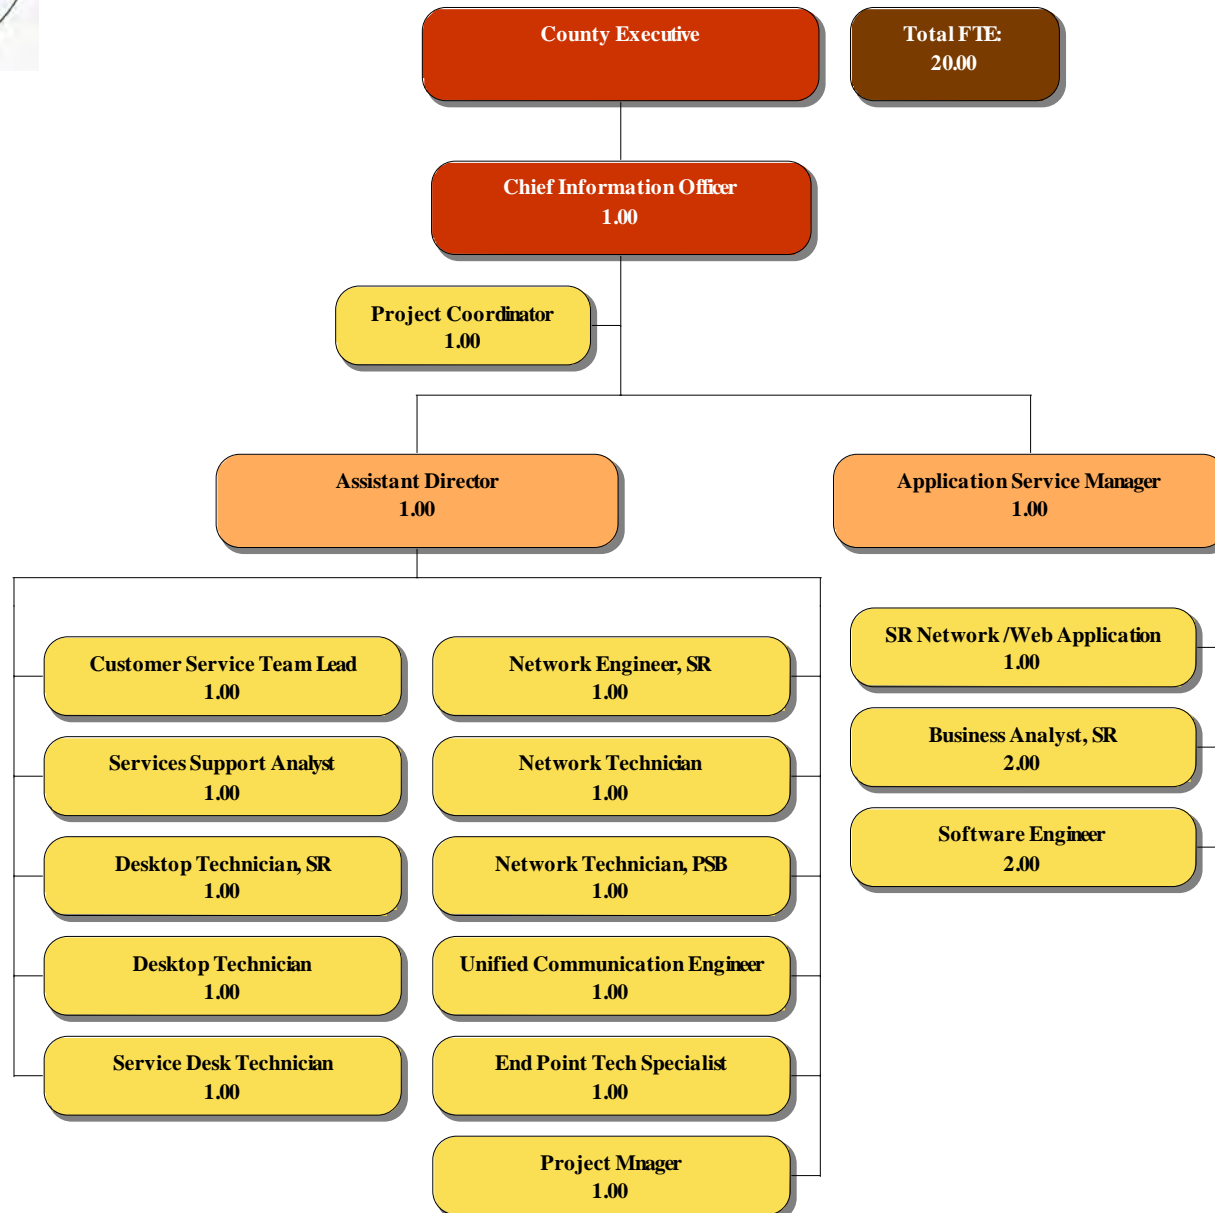 County Executive
Total FTE:
20.00
Chief Information Officer
1.00
Project Coordinator
1.00
Assistant Director
1.00
Application Service Manager
1.00
Customer Service Team Lead
1.00
Services Support Analyst
1.00
Desktop Technician, SR
1.00
Desktop Technician
1.00
Service Desk Technician
1.00
Network Engineer, SR
1.00
Network Technician
1.00
Network Technician, PSB
1.00
Unified Communication Engineer
1.00
End Point Tech Specialist
1.00
Project Mnager
1.00
SR Network /Web Application
1.00
Business Analyst, SR
2.00
Software Engineer
2.00